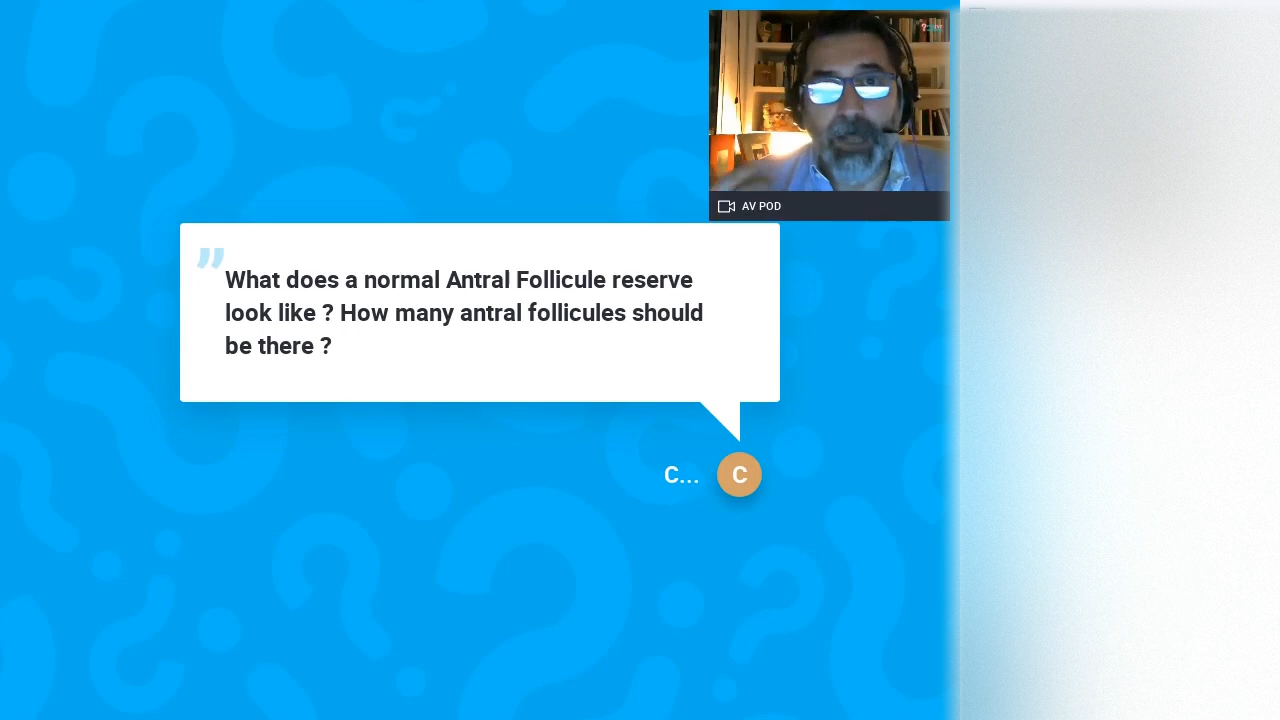 AV POD
”
What does a normal Antral Follicule reserve
look like ? How many antral follicules should
be there ?
C... C